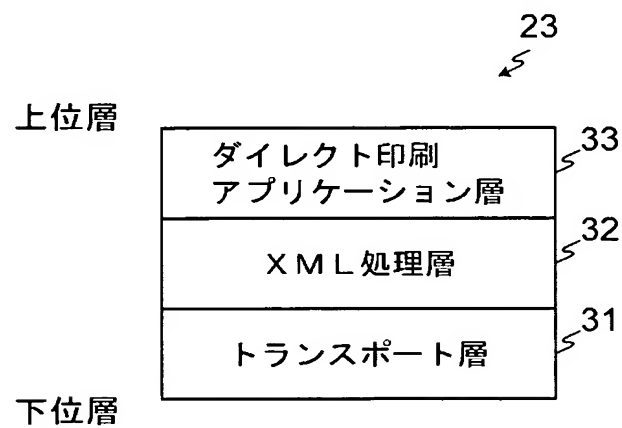 23
上位層
ダイレクト印刷
アプリケーション層
33
XML処理層
32
トランスポート層
31
下位層